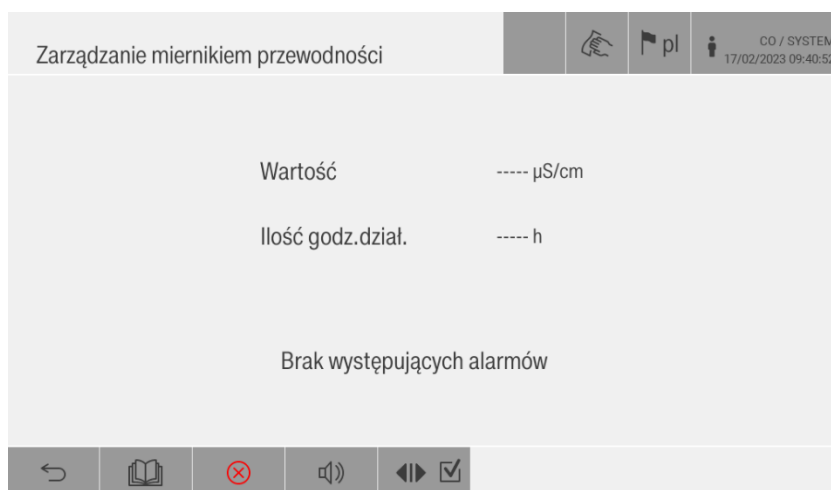 Zarządzanie miernikiem przewodności
pl
CO / SYSTEM
17/02/2023 09:40:52
Wartość ----- µS/cm
Ilość godz.dział. ----- h
Brak występujących alarmów